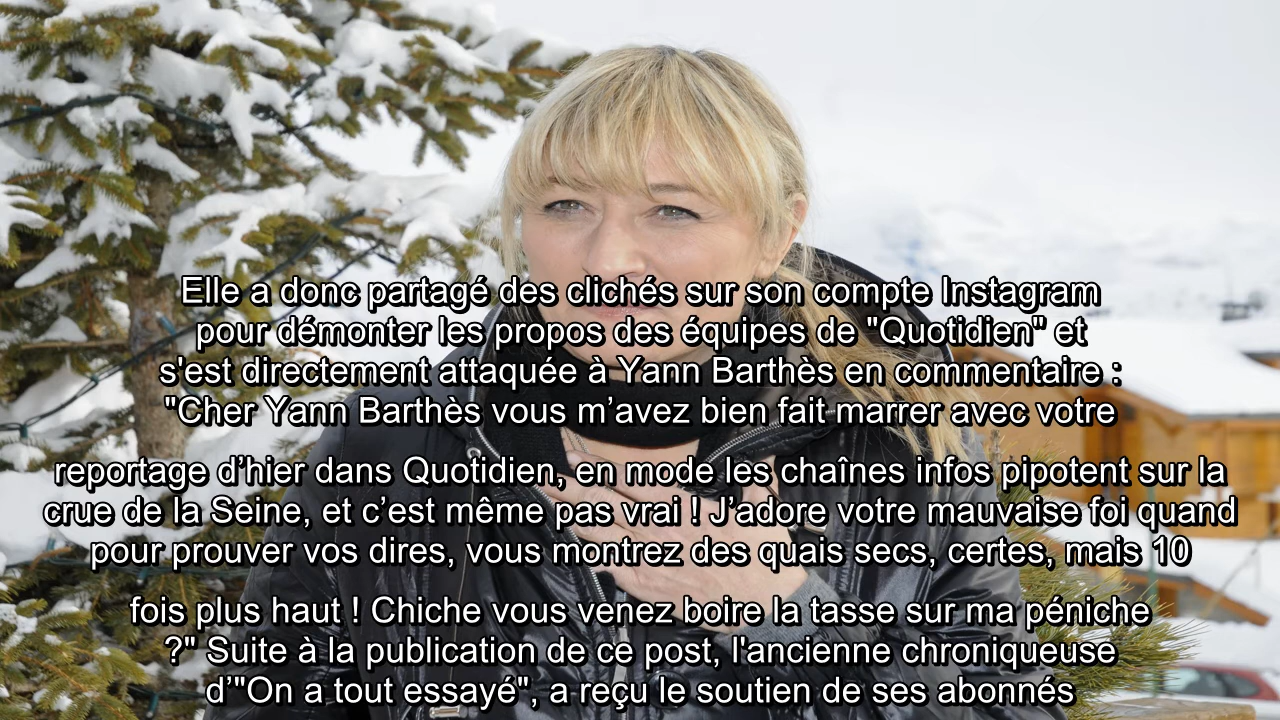 Elle a donc partagé des clichés sur son compte Instagram
pour démonter les propos des équipes de "Quotidien" et
s'est directement attaquée à Yann Barthès en commentaire :
"Cher Yann Barthès vous m’avez bien fait marrer avec votre
reportage d’hier dans Quotidien, en mode les chaînes infos pipotent sur la
crue de la Seine, et c’est même pas vrai ! J’adore votre mauvaise foi quand
pour prouver vos dires, vous montrez des quais secs, certes, mais 10
fois plus haut ! Chiche vous venez boire la tasse sur ma péniche
?" Suite à la publication de ce post, l'ancienne chroniqueuse
d’"On a tout essayé", a reçu le soutien de ses abonnés